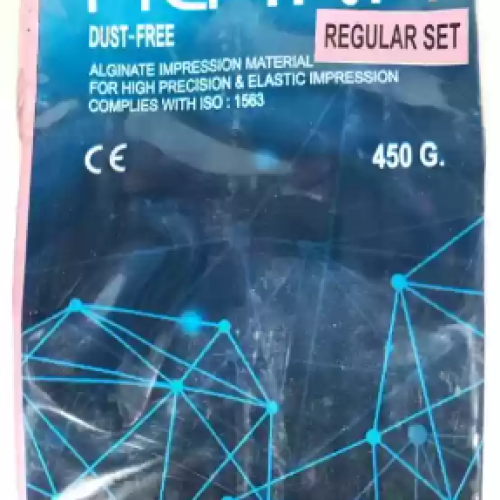 DUST-FREE
REGULAR SET
ALGINATE IMPRESSION MATERIAL
FOR HIGH PRECISION & ELASTIC IMPRESSION
COMPLIES WITH ISO : 1563
CE
450 G.